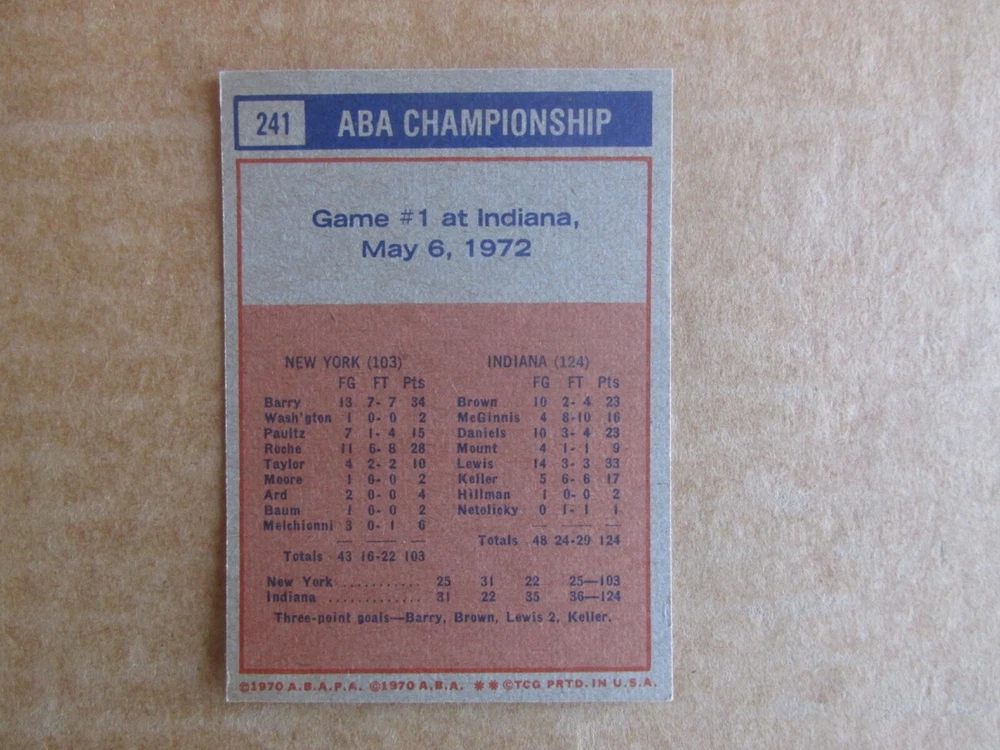 241 ABA CHAMPIONSHIP
Game #1 at Indiana,
May 6, 1972
NEW YORK (103)
FG FT Pts
Barry 13 7- 7 34
Wash'gton 1 0- 0 2
Paultz 7 1- 4 15
Roche 11 6- 8 28
Taylor 4 2- 2 10
Moore 1 0- 0 2
Ard 2 0- 0 4
Baum 1 0- 0 2
Melchionni 3 0- 1 6
Totals 43 16-22 103
INDIANA (124)
FG FT Pts
Brown 10 2- 4 23
McGinnis 4 8-10 16
Daniels 10 3- 4 23
Mount 4 1- 1 9
Lewis 14 3- 3 33
Keller 5 6- 6 17
Hillman 1 0- 0 2
Netolicky 0 1- 1 1
Totals 48 24-29 124
New York ........... 25 31 22 25—103
Indiana ............. 31 22 35 36—124
Three-point goals—Barry, Brown, Lewis 2, Keller.
©1970 A.B.A.P.A. ©1970 A.B.A. ** ©TCG PRTD. IN U.S.A.